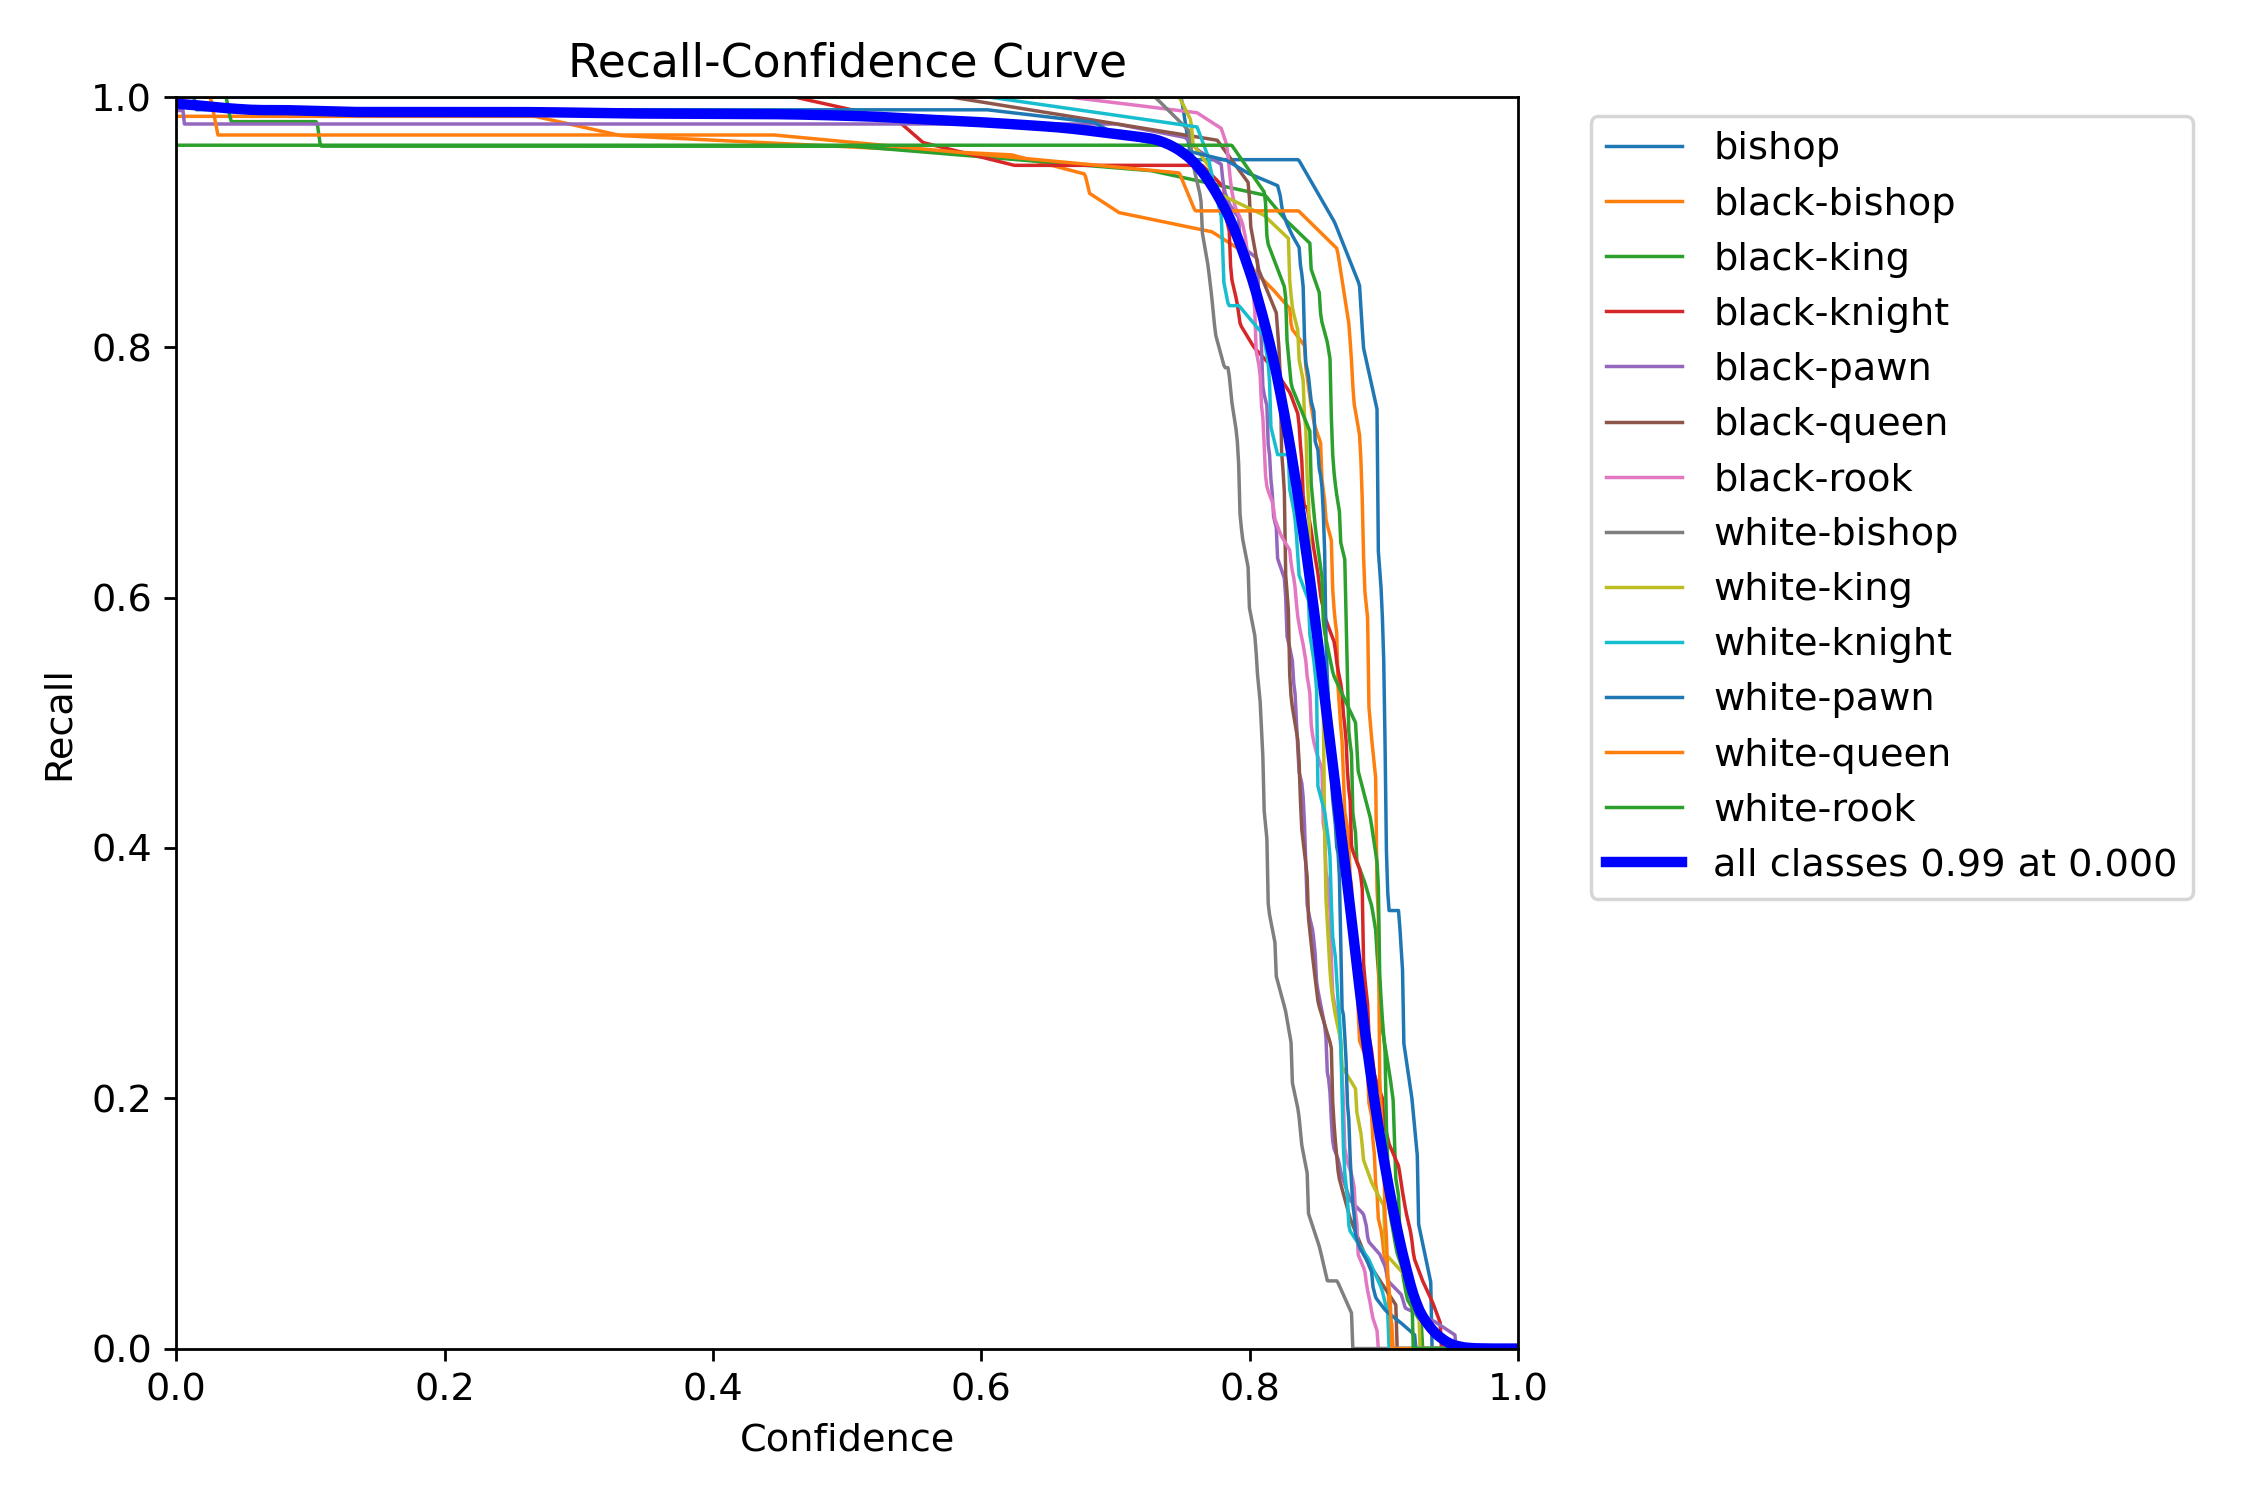 Recall-Confidence Curve
1.0
0.8
0.6
0.4
0.2
0.0
Recall
0.0 0.2 0.4 0.6 0.8 1.0
Confidence
bishop
black-bishop
black-king
black-knight
black-pawn
black-queen
black-rook
white-bishop
white-king
white-knight
white-pawn
white-queen
white-rook
all classes 0.99 at 0.000